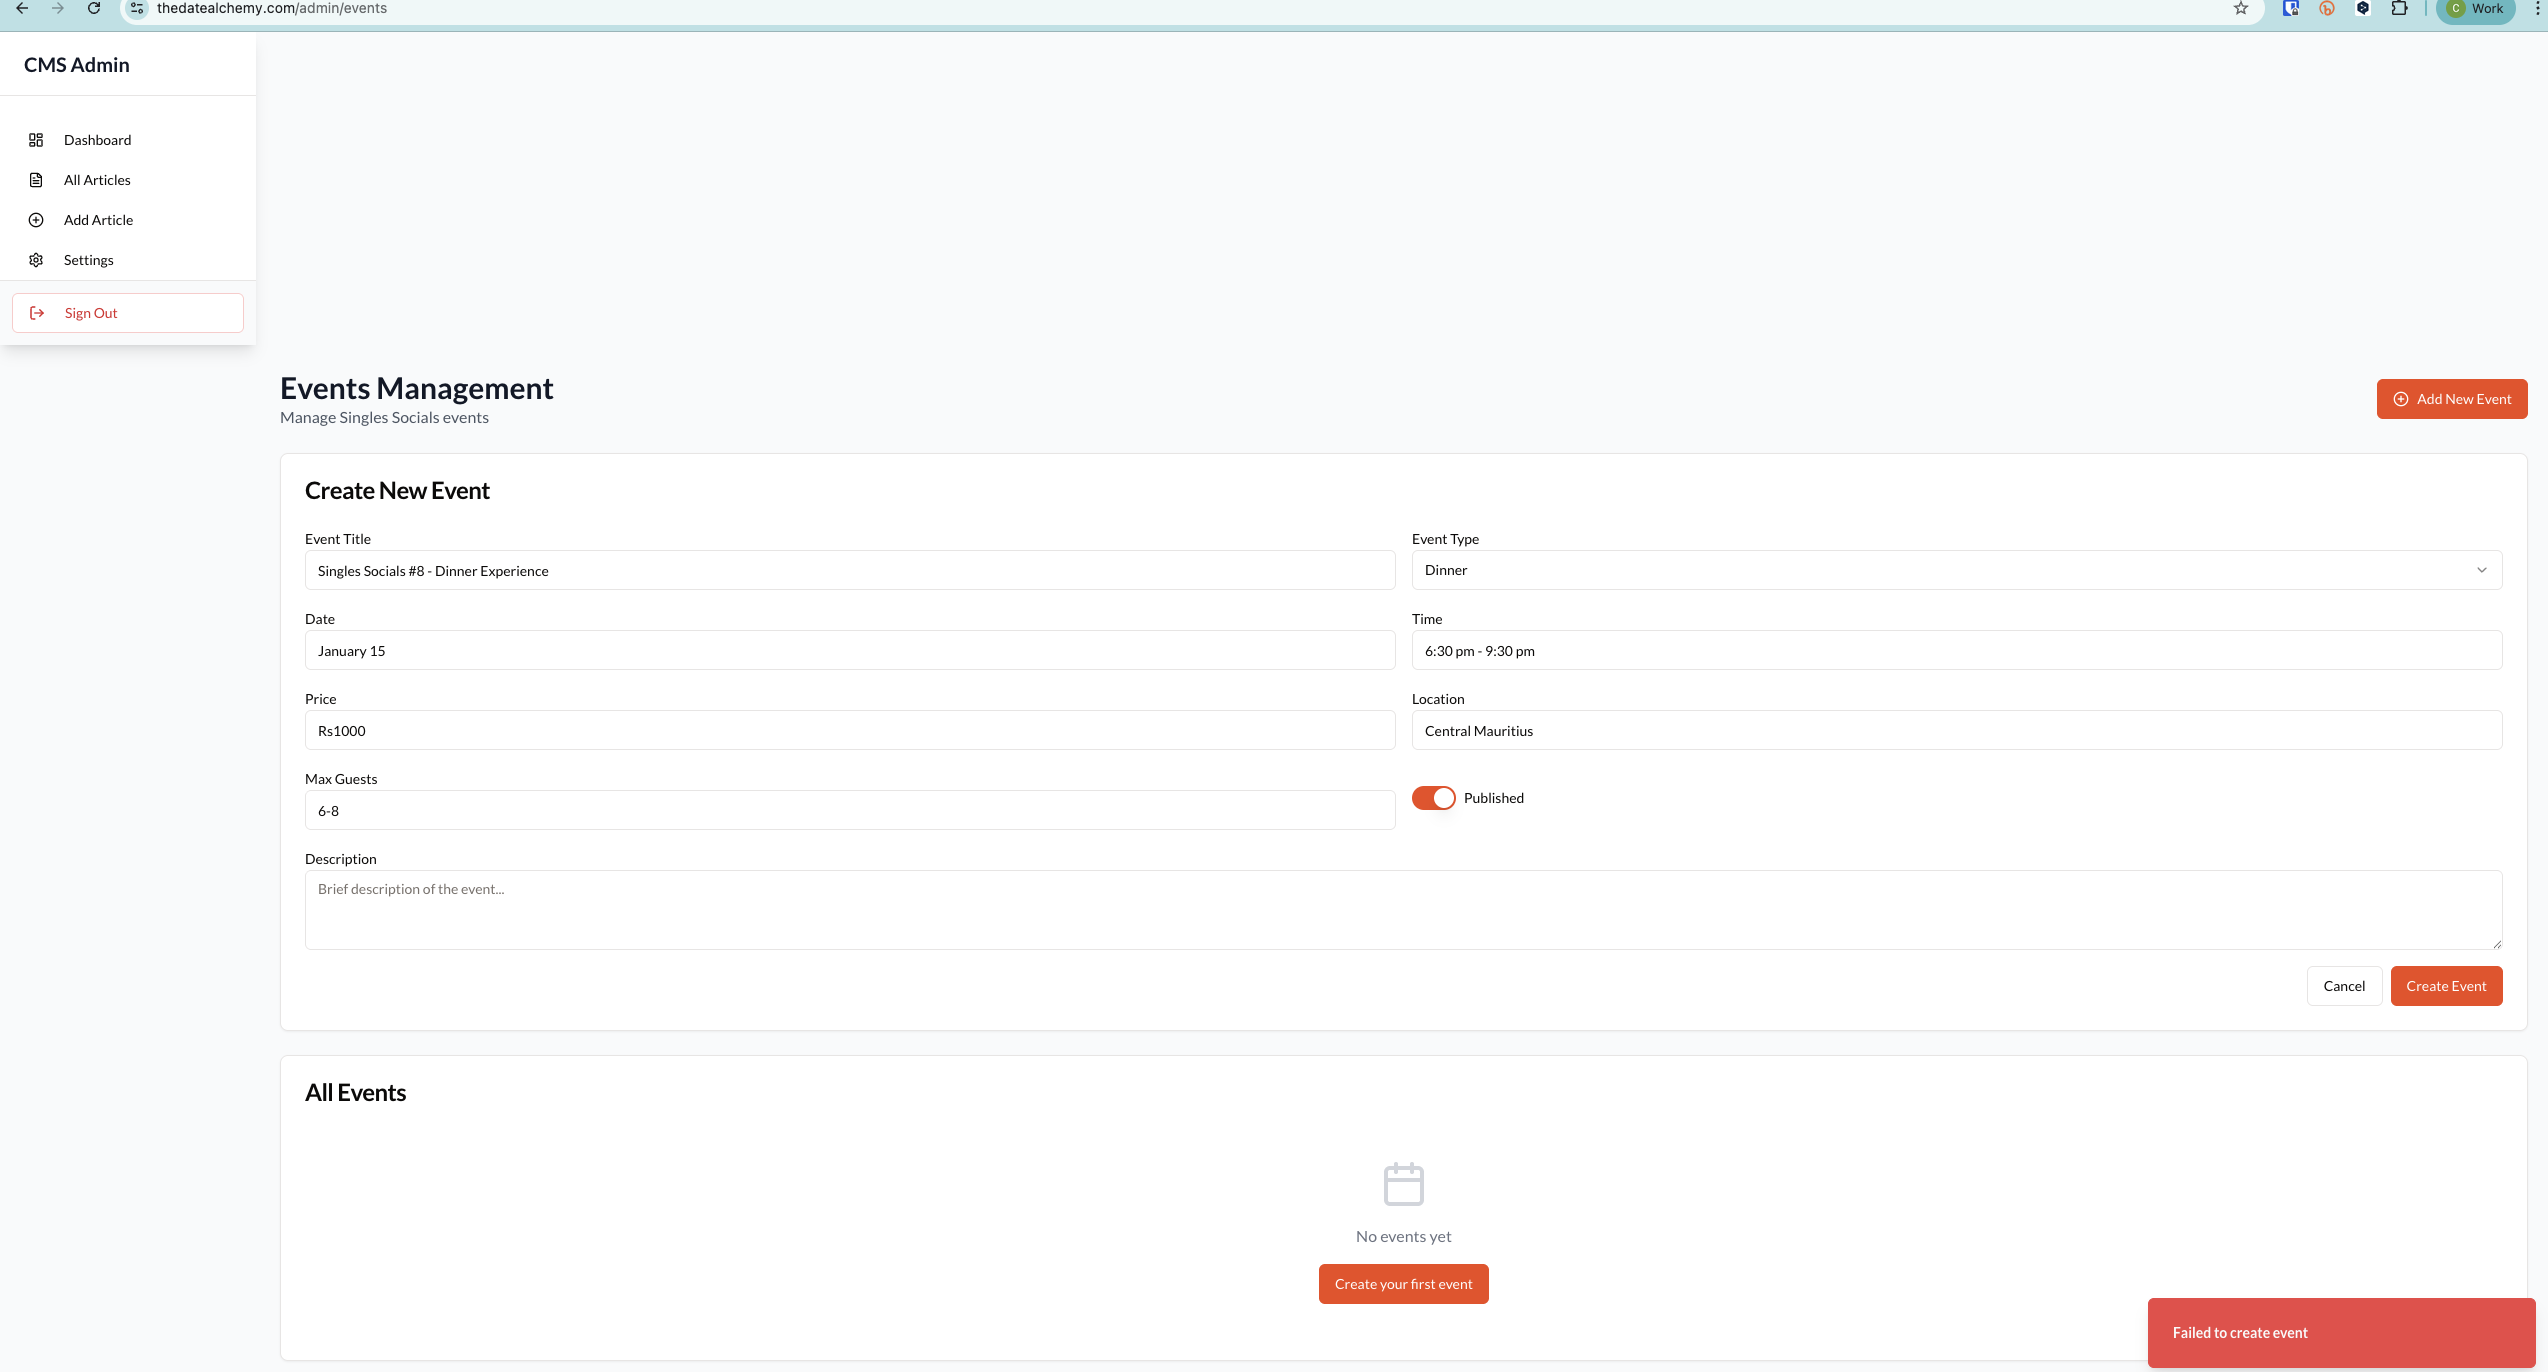 thedatealchemy.com/admin/events
C
Work
CMS Admin
Dashboard
All Articles
Add Article
Settings
Sign Out
Events Management
Manage Singles Socials events
Add New Event
Create New Event
Event Title
Event Type
Singles Socials #8 - Dinner Experience
Dinner
Date
Time
January 15
6:30 pm - 9:30 pm
Price
Location
Rs1000
Central Mauritius
Max Guests
6-8
Published
Description
Brief description of the event...
Cancel
Create Event
All Events
No events yet
Create your first event
Failed to create event